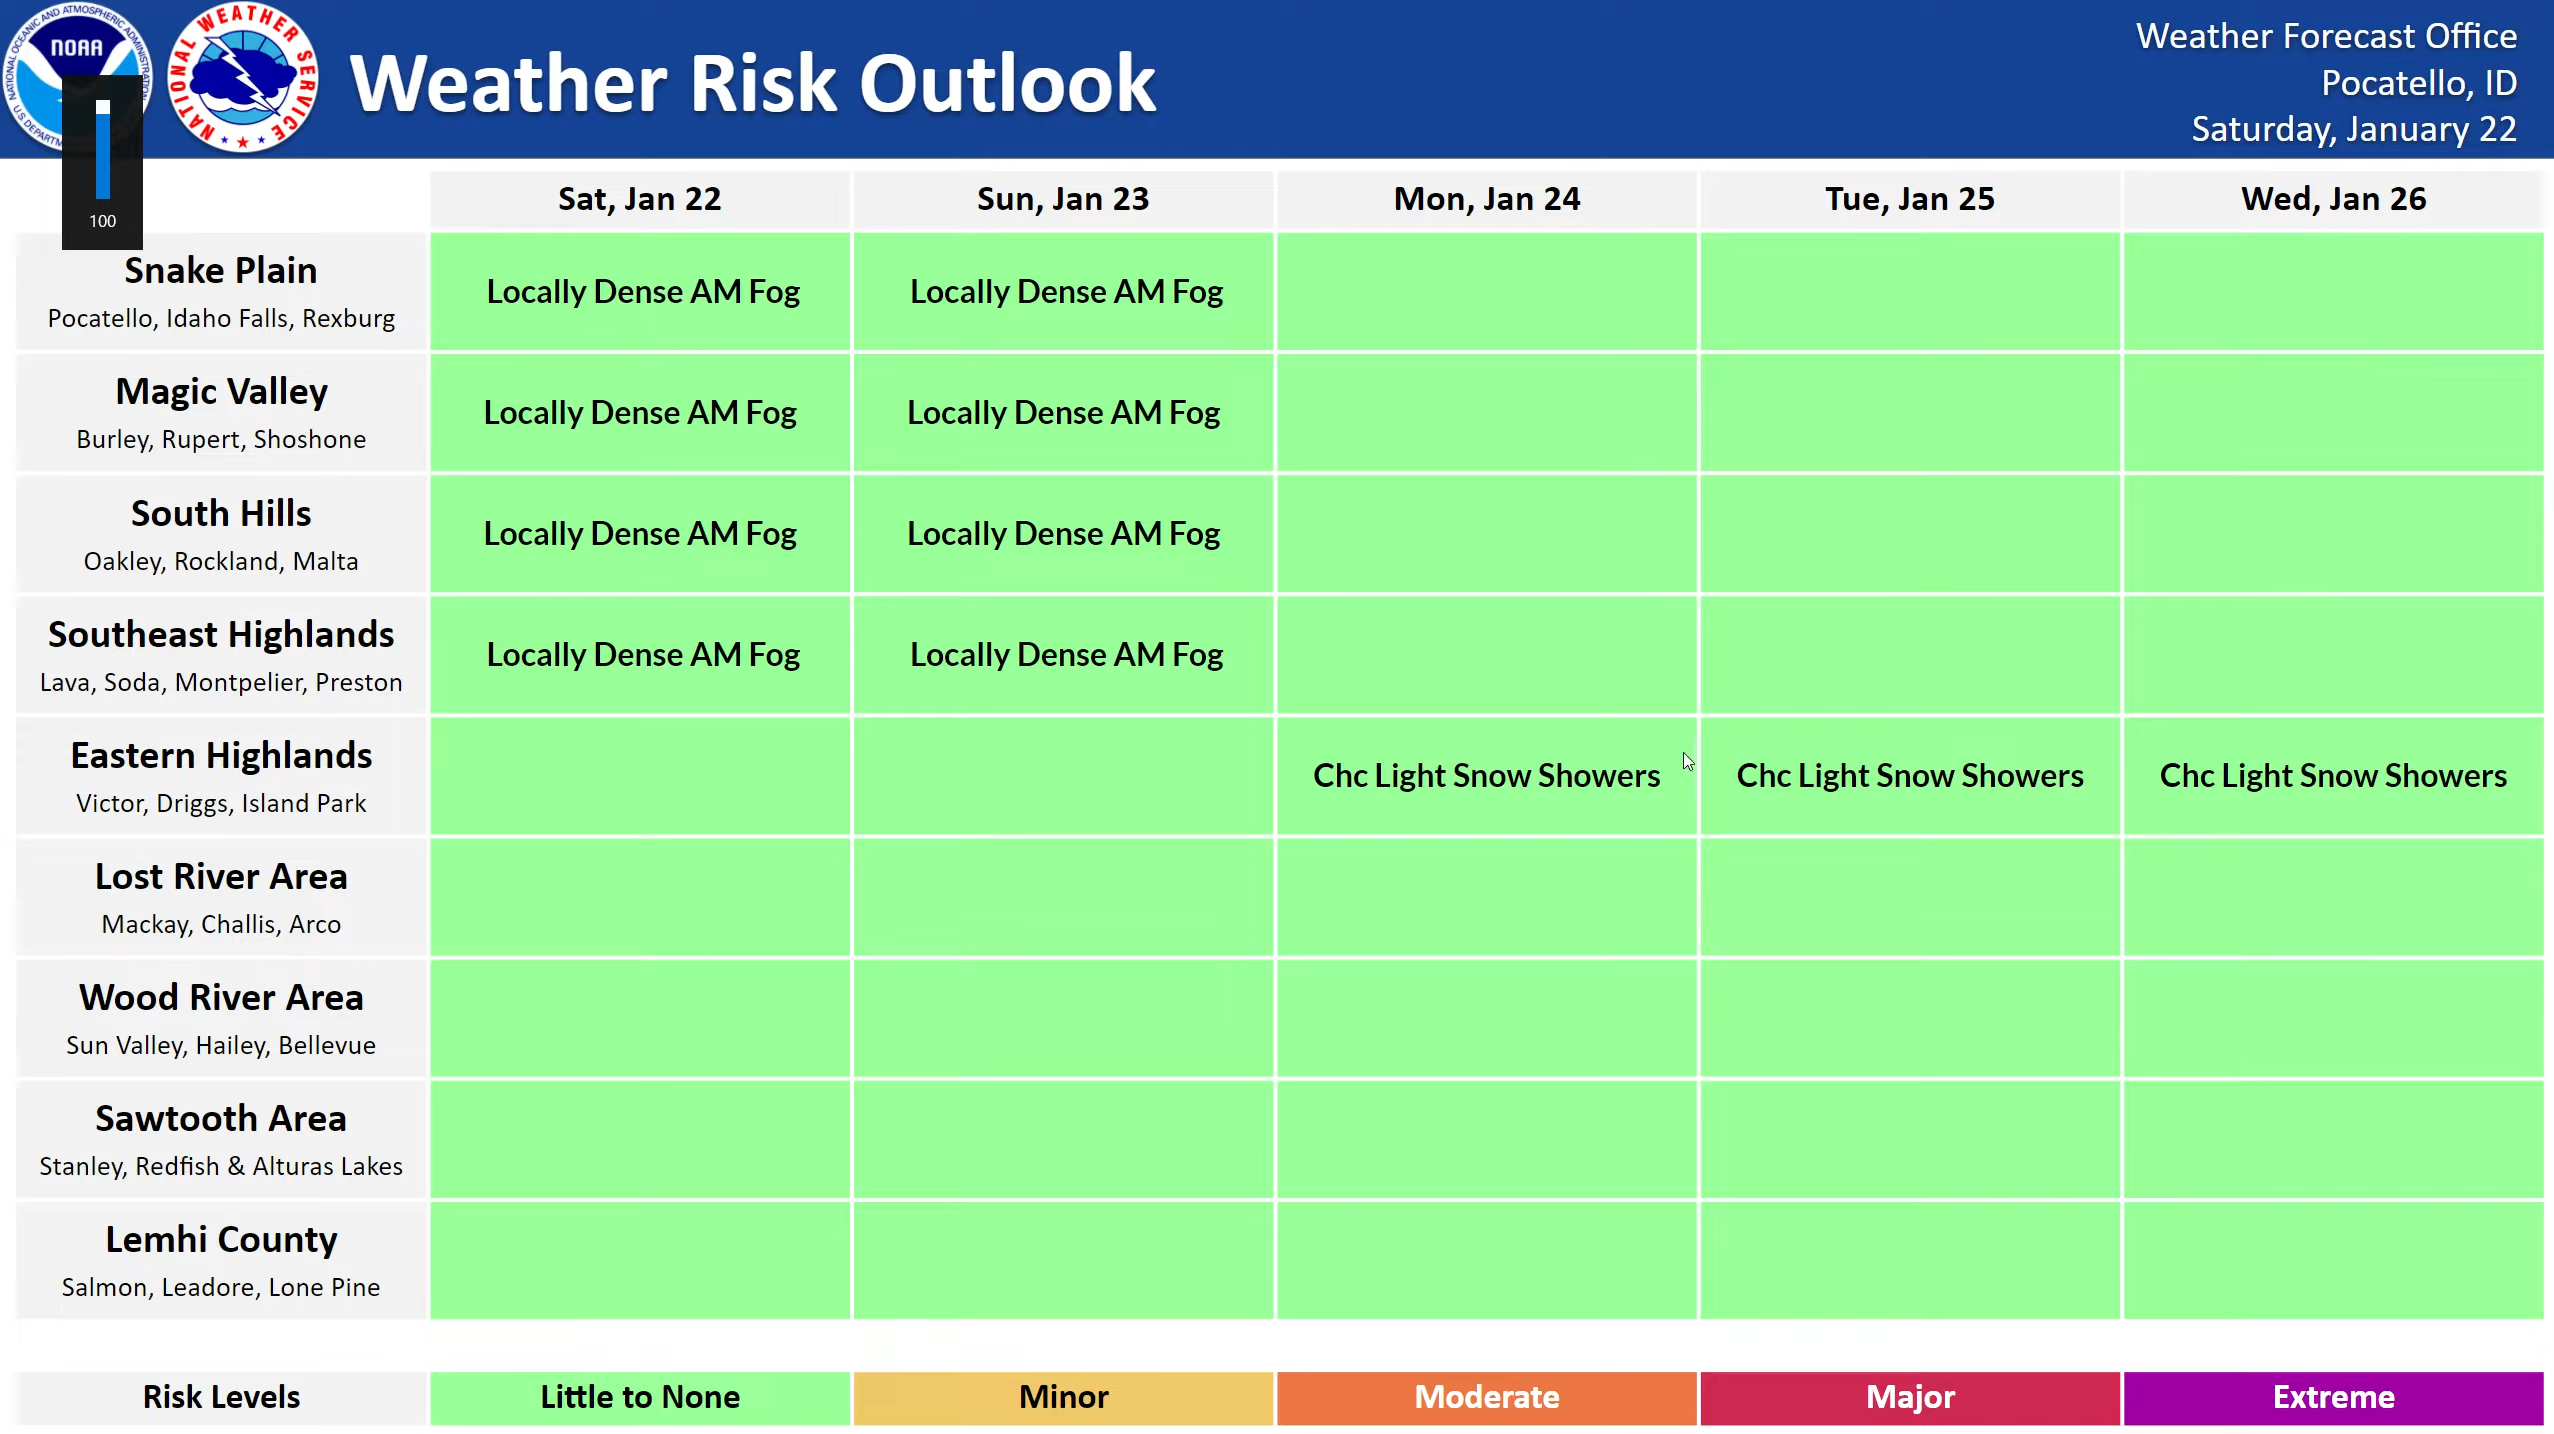 NOAA
NATIONAL WEATHER SERVICE
Weather Risk Outlook
Weather Forecast Office
Pocatello, ID
Saturday, January 22
100
Sat, Jan 22
Sun, Jan 23
Mon, Jan 24
Tue, Jan 25
Wed, Jan 26
Snake Plain
Pocatello, Idaho Falls, Rexburg
Locally Dense AM Fog
Locally Dense AM Fog
Magic Valley
Burley, Rupert, Shoshone
Locally Dense AM Fog
Locally Dense AM Fog
South Hills
Oakley, Rockland, Malta
Locally Dense AM Fog
Locally Dense AM Fog
Southeast Highlands
Lava, Soda, Montpelier, Preston
Locally Dense AM Fog
Locally Dense AM Fog
Eastern Highlands
Victor, Driggs, Island Park
Chc Light Snow Showers
Chc Light Snow Showers
Chc Light Snow Showers
Lost River Area
Mackay, Challis, Arco
Wood River Area
Sun Valley, Hailey, Bellevue
Sawtooth Area
Stanley, Redfish & Alturas Lakes
Lemhi County
Salmon, Leadore, Lone Pine
Risk Levels
Little to None
Minor
Moderate
Major
Extreme